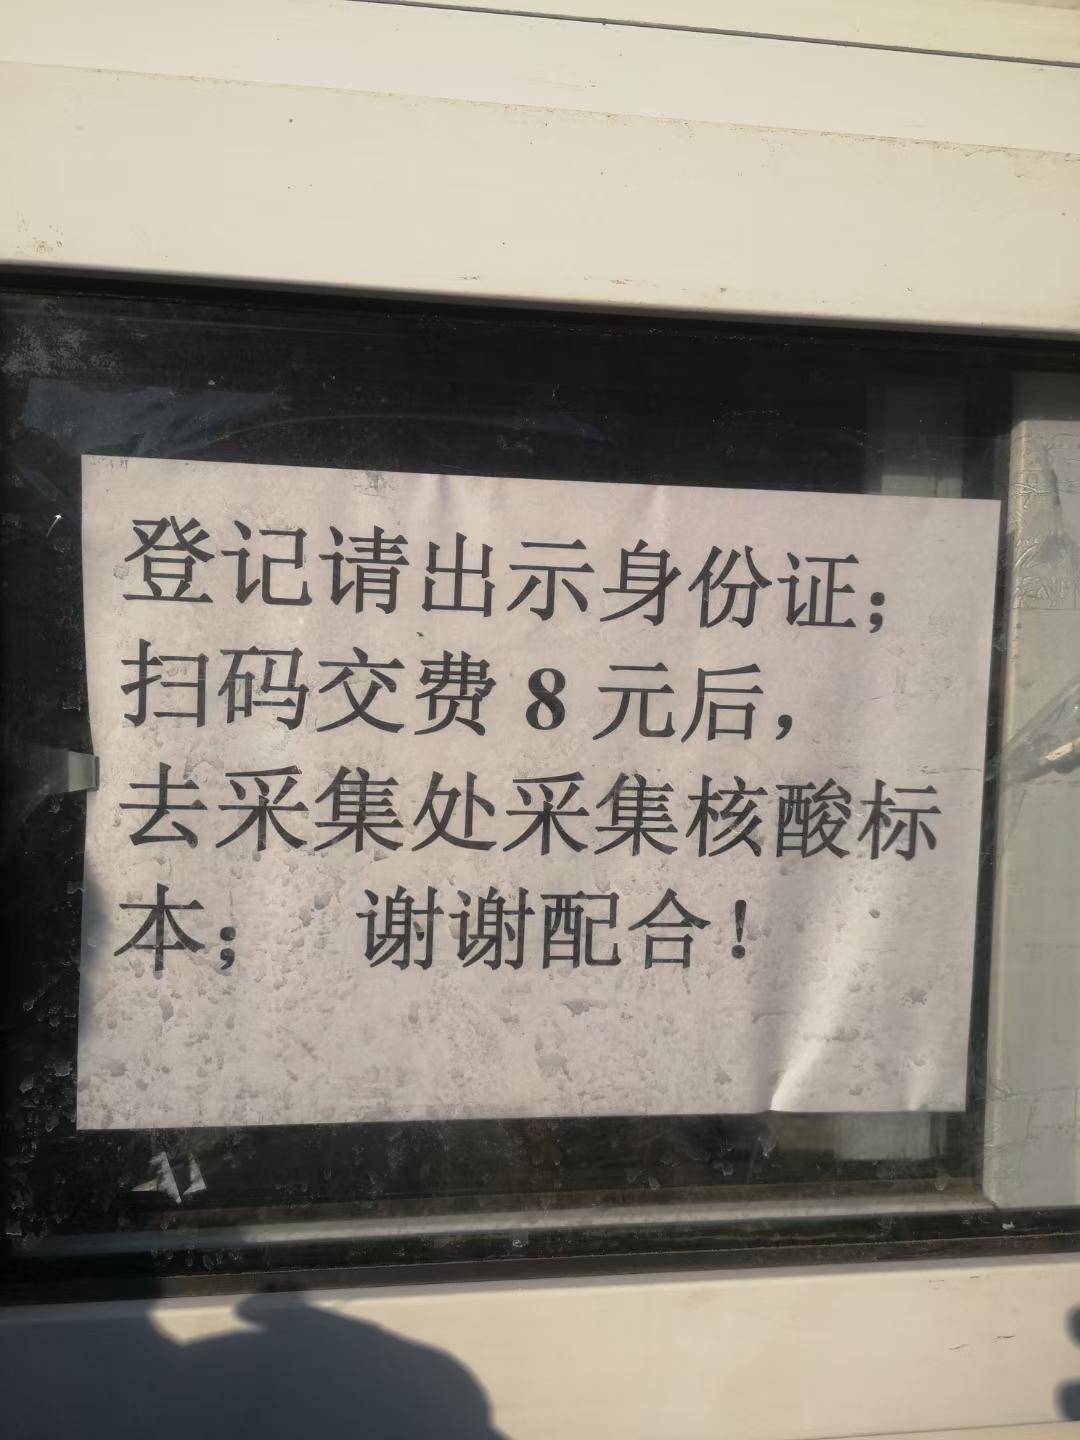 登记请出示身份证；
扫码交费 8 元后，
去采集处采集核酸标
本； 谢谢配合！